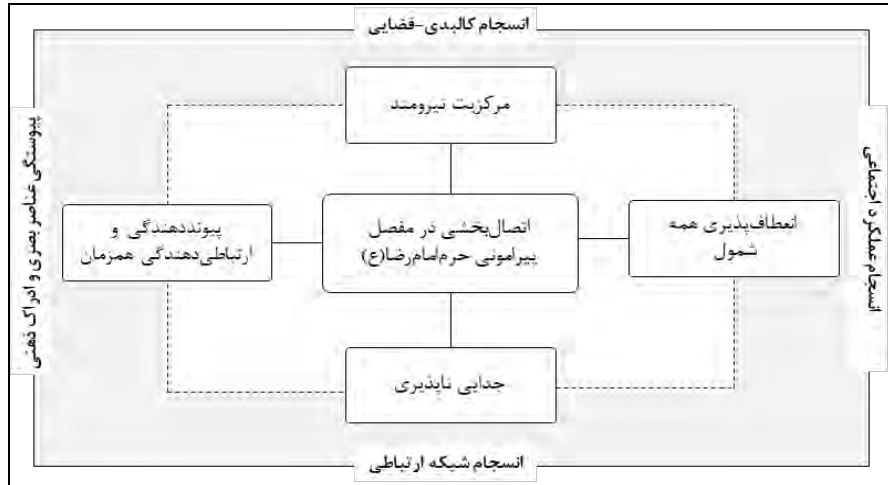 انسجام کالبدی-فضایی
مرکزیت نیرومند
انعطاف‌پذیری همه
شمول
اتصال‌بخشی در مفصل
پیرامونی حرم‌امام‌رضا(ع)
پیونددهندگی و
ارتباطی‌دهندگی همزمان
جدایی ناپذیری
انسجام عملکرد اجتماعی
پیوستگی عناصر بصری و ادراک ذهنی
انسجام شبکه ارتباطی